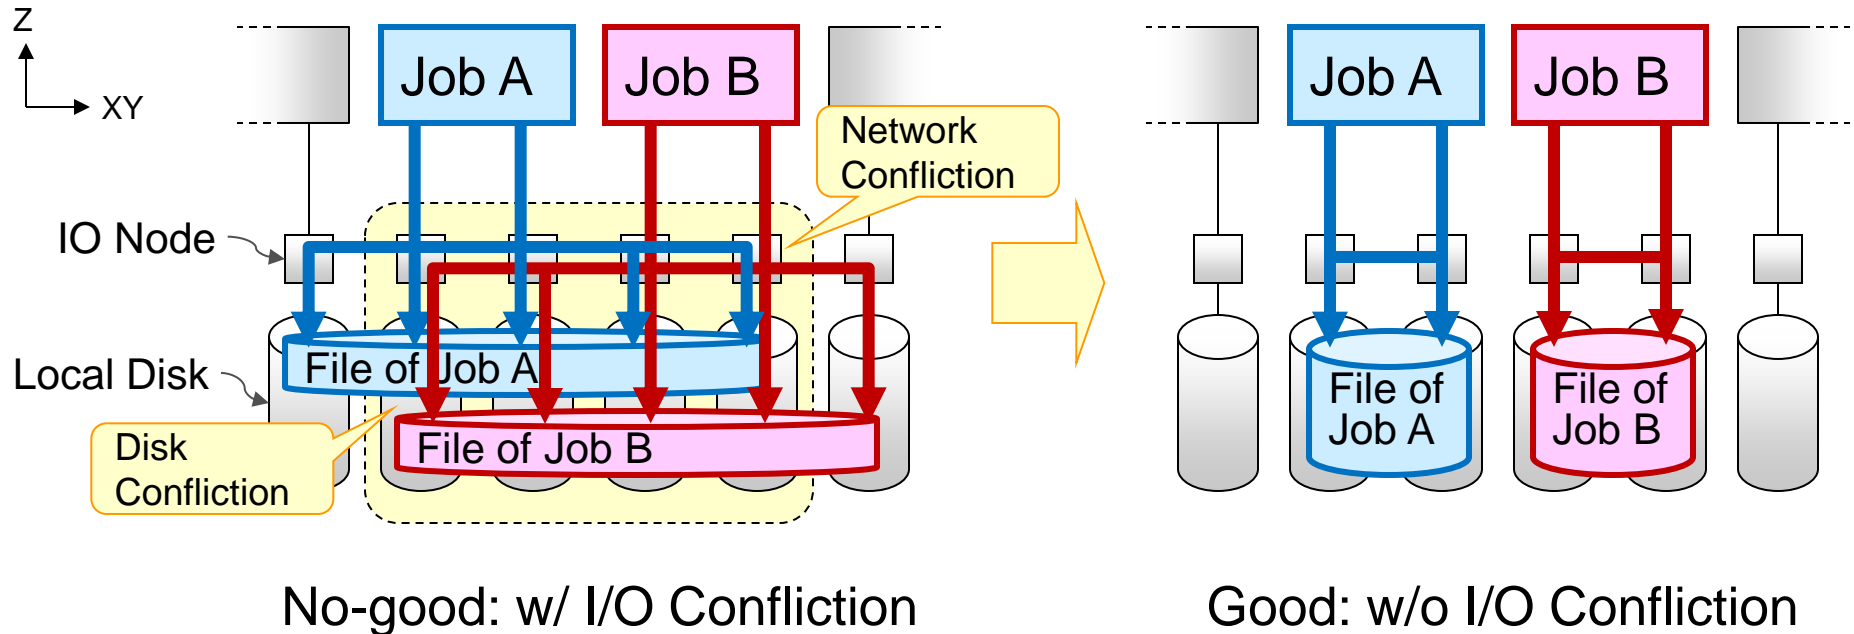 Z
XY
Job A
Job B
Network
Confliction
IO Node
Local Disk
File of Job A
File of Job B
Disk
Confliction
No-good: w/ I/O Confliction
Job A
Job B
File of
Job A
File of
Job B
Good: w/o I/O Confliction